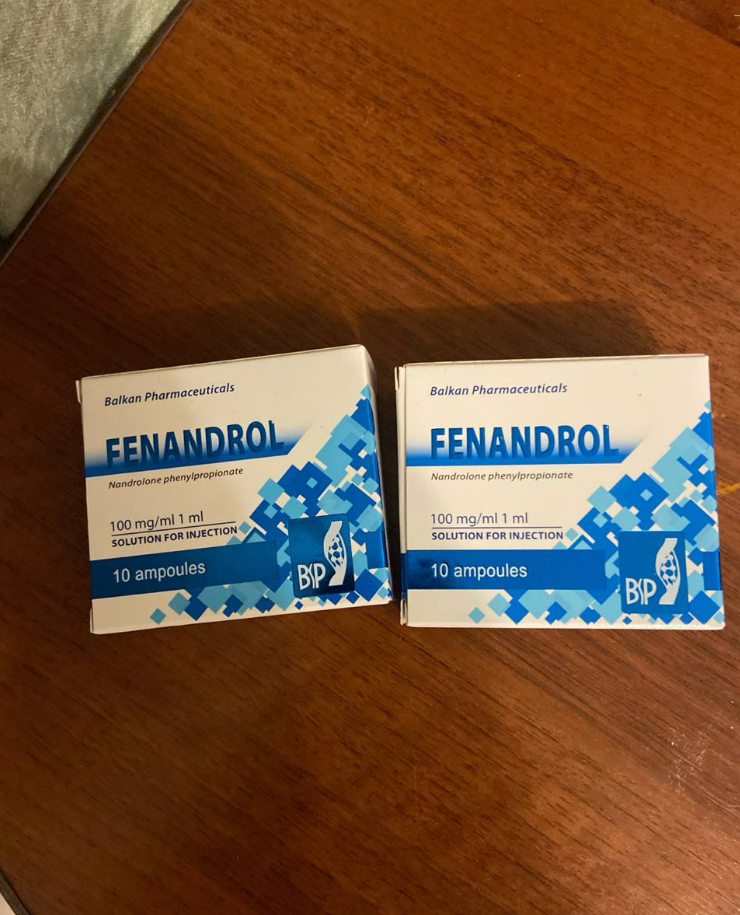 Balkan Pharmaceuticals
FENANDROL
Nandrolone phenylpropionate
100 mg/ml 1 ml
SOLUTION FOR INJECTION
10 ampoules
BP
Balkan Pharmaceuticals
FENANDROL
Nandrolone phenylpropionate
100 mg/ml 1 ml
SOLUTION FOR INJECTION
10 ampoules
BP